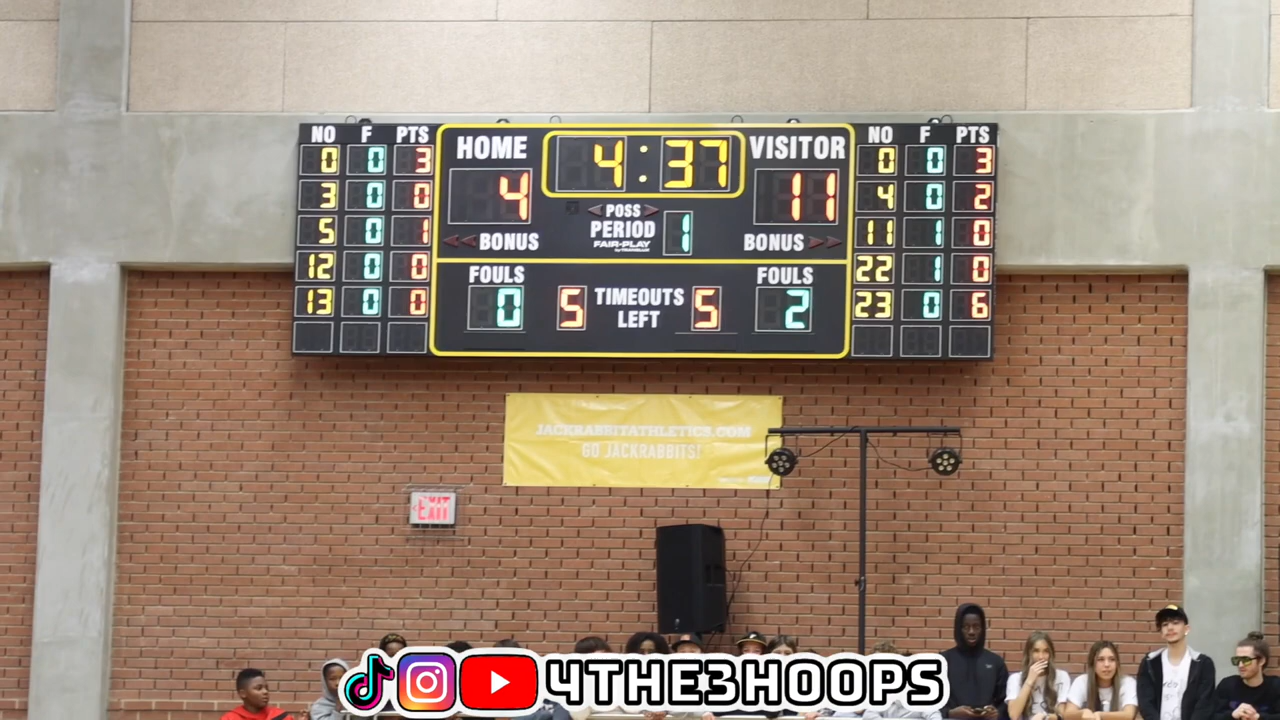 NO F PTS
0 0 3
3 0 0
5 0 1
12 0 0
13 0 0
HOME 4:37 VISITOR
4 11
POSS
PERIOD 1
FAIR-PLAY
BONUS BONUS
FOULS FOULS
0 5 TIMEOUTS LEFT 5 2
NO F PTS
0 0 3
4 0 2
11 1 0
22 1 0
23 0 6
JACKRABBITATHLETICS.COM
GO JACKRABBITS!
EXIT
4THE3HOOPS